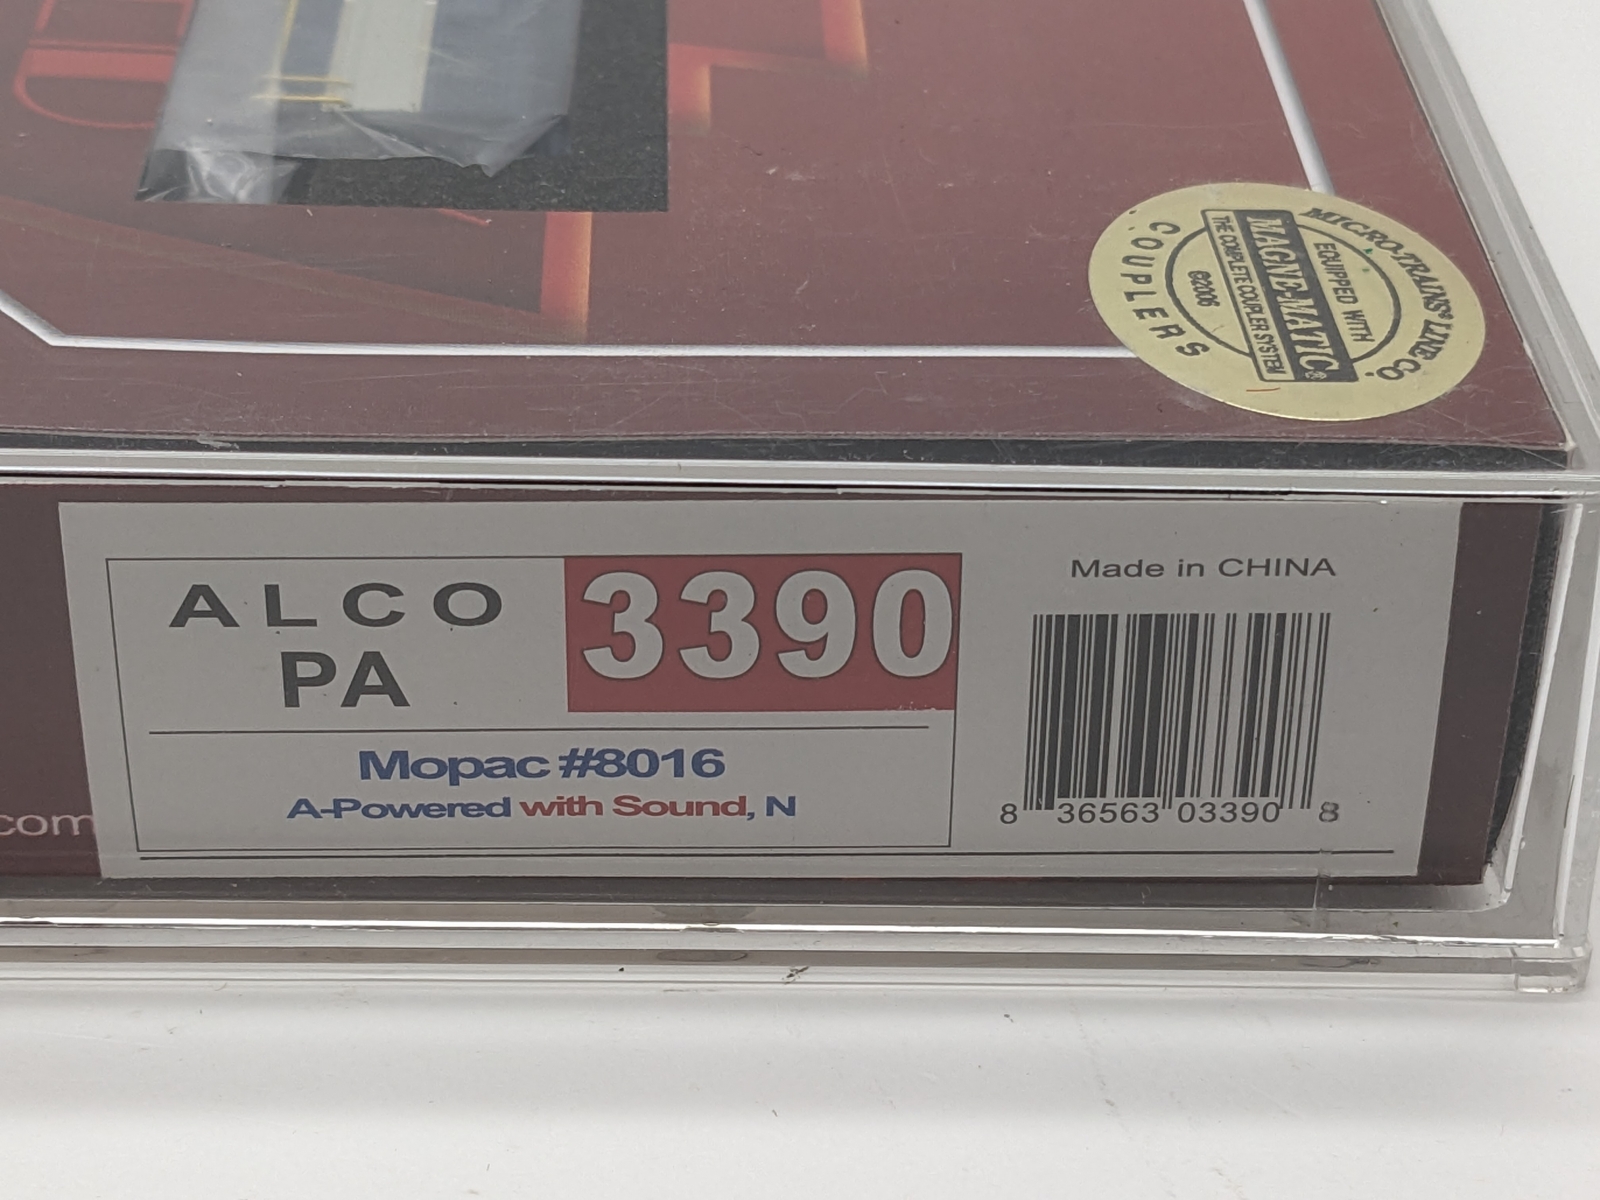 MICRO-TRAINS® LINE CO.
EQUIPPED WITH
MAGNE-MATIC®
THE COMPLETE COUPLER SYSTEM
©2006
COUPLERS
ALCO
PA
3390
Mopac #8016
A-Powered with Sound, N
Made in CHINA
8 36563 03390 8
com